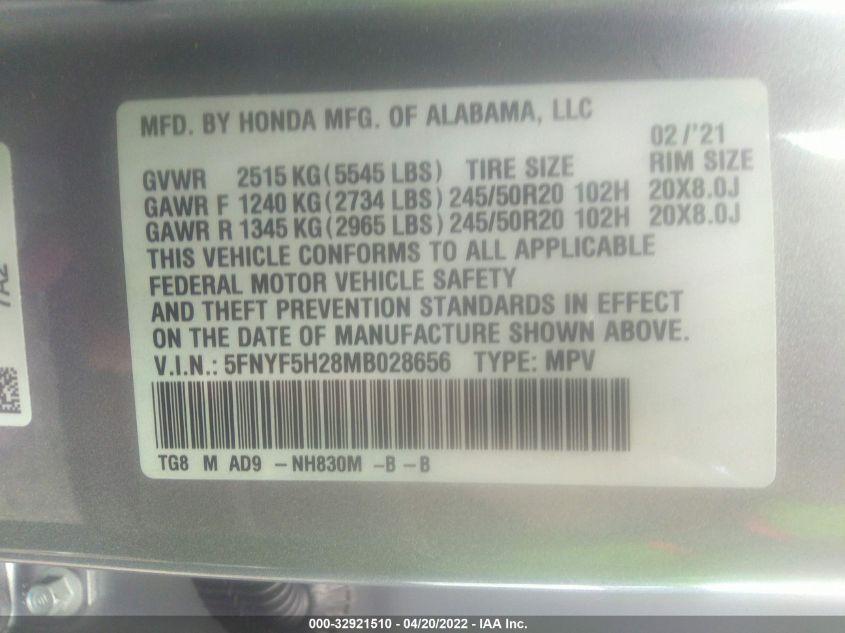 MFD. BY HONDA MFG. OF ALABAMA, LLC
02/'21
GVWR 2515 KG (5545 LBS) TIRE SIZE RIM SIZE
GAWR F 1240 KG (2734 LBS) 245/50R20 102H 20X8.0J
GAWR R 1345 KG (2965 LBS) 245/50R20 102H 20X8.0J
THIS VEHICLE CONFORMS TO ALL APPLICABLE
FEDERAL MOTOR VEHICLE SAFETY
AND THEFT PREVENTION STANDARDS IN EFFECT
ON THE DATE OF MANUFACTURE SHOWN ABOVE.
V.I.N.: 5FNYF5H28MB028656 TYPE: MPV
TG8 M AD9 -NH830M -B -B
000-32921510 - 04/20/2022 - IAA Inc.